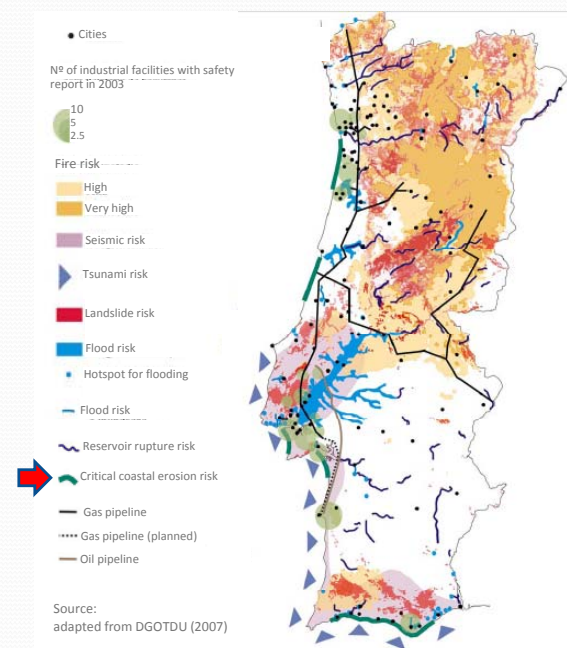 Cities
Nº of industrial facilities with safety
report in 2003
10
5
2.5
Fire risk
High
Very high
Seismic risk
Tsunami risk
Landslide risk
Flood risk
Hotspot for flooding
Flood risk
Reservoir rupture risk
Critical coastal erosion risk
Gas pipeline
Gas pipeline (planned)
Oil pipeline
Source:
adapted from DGOTDU (2007)